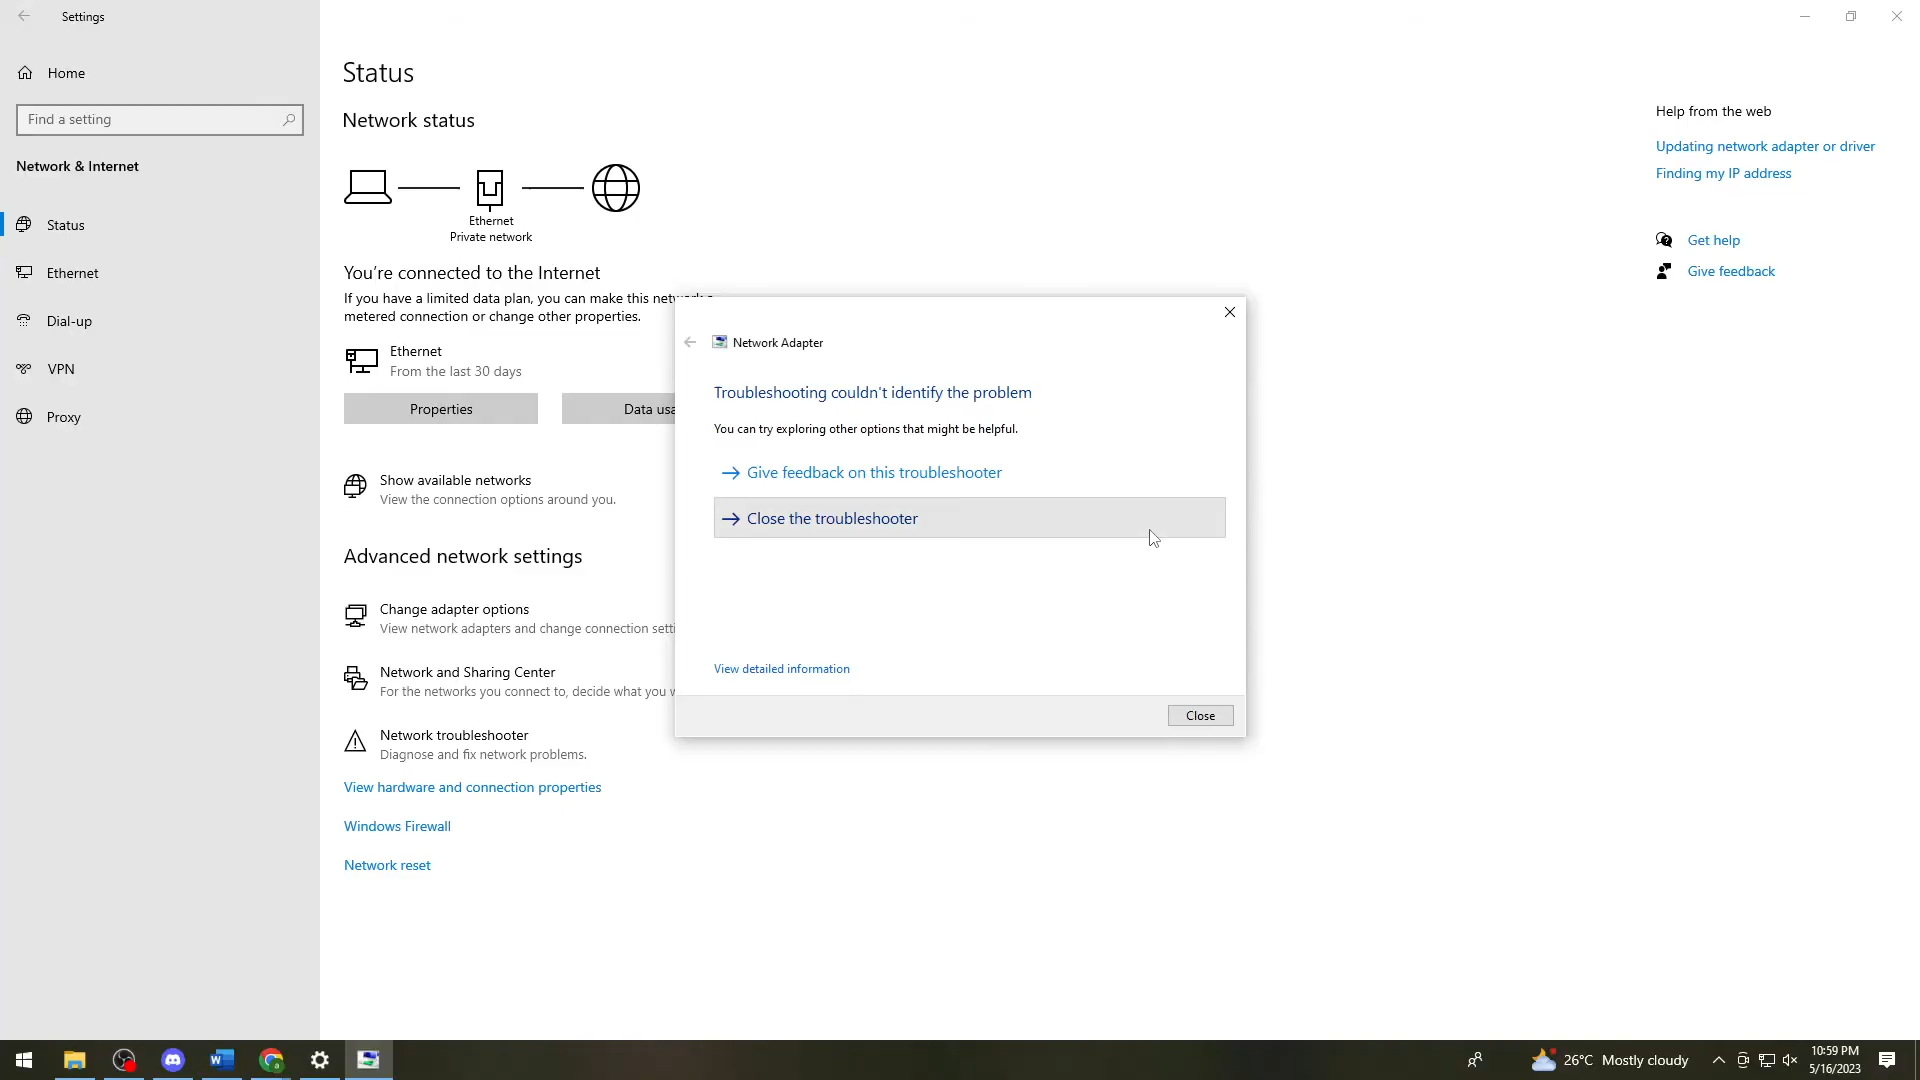 Settings
Home
Find a setting
Network & Internet
Status
Ethernet
Dial-up
VPN
Proxy
Status
Network status
Ethernet
Private network
You're connected to the Internet
If you have a limited data plan, you can make this
metered connection or change other properties.
Ethernet
From the last 30 days
Properties
Data
Show available networks
View the connection options around you.
Advanced network settings
Change adapter options
View network adapters and change connection
Network and Sharing Center
For the networks you connect to, decide what you
Network troubleshooter
Diagnose and fix network problems.
View hardware and connection properties
Windows Firewall
Network reset
Network Adapter
Troubleshooting couldn't identify the problem
You can try exploring other options that might be helpful.
Give feedback on this troubleshooter
Close the troubleshooter
View detailed information
Close
Help from the web
Updating network adapter or driver
Finding my IP address
Get help
Give feedback
26°C Mostly cloudy
10:59 PM
5/16/2023